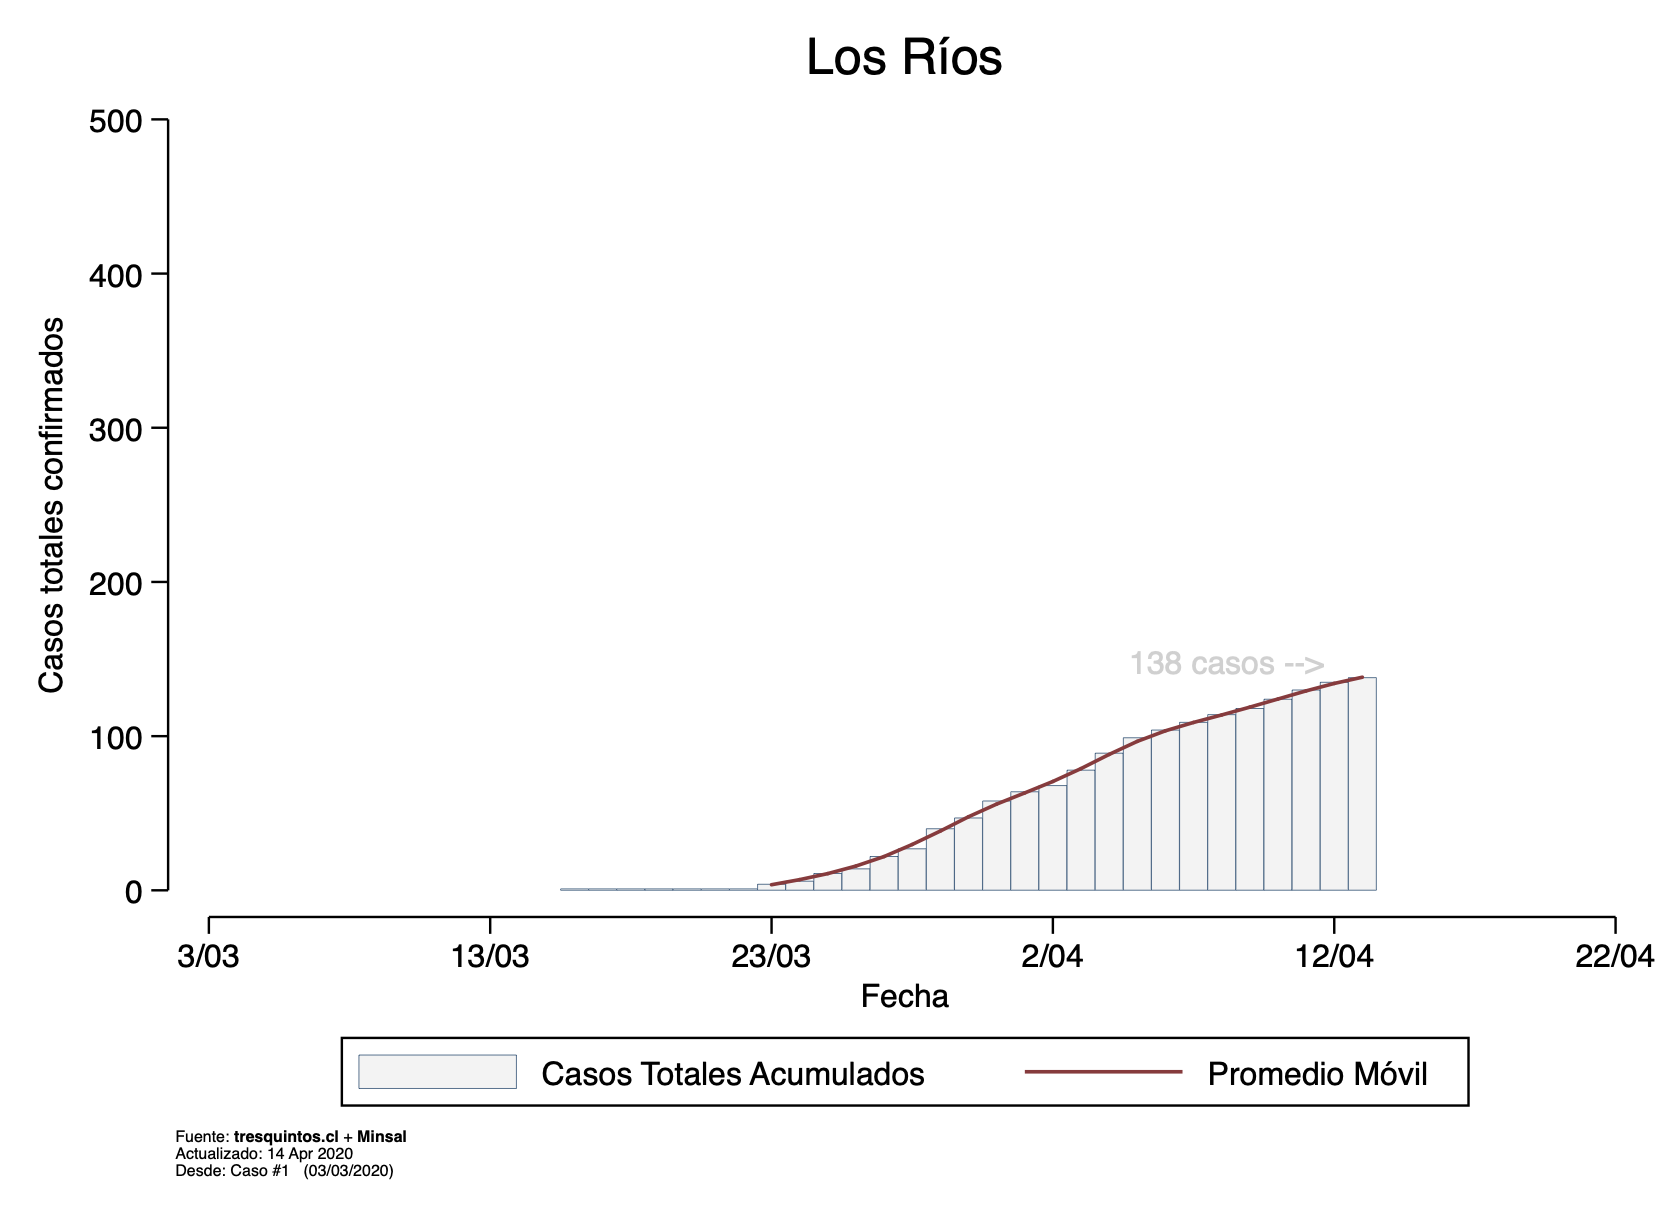 Los Ríos
500
400
300
200
100
0
Casos totales confirmados
138 casos -->
3/03 13/03 23/03 2/04 12/04 22/04
Fecha
Casos Totales Acumulados Promedio Móvil
Fuente: tresquintos.cl + Minsal
Actualizado: 14 Apr 2020
Desde: Caso #1 (03/03/2020)